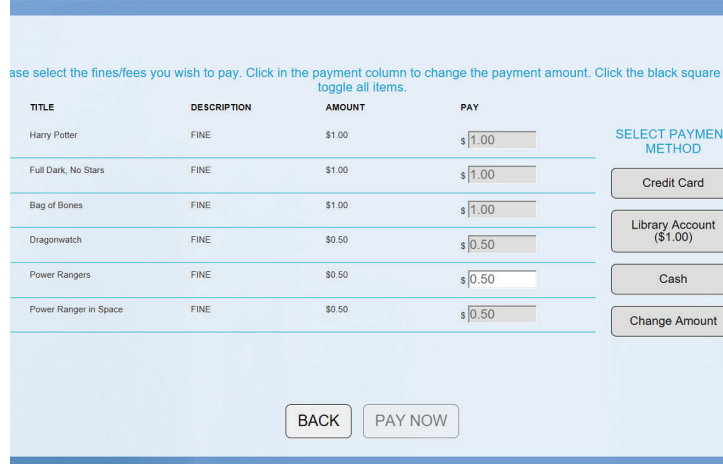 ase select the fines/fees you wish to pay. Click in the payment column to change the payment amount. Click the black square
toggle all items.
TITLE DESCRIPTION AMOUNT PAY
Harry Potter FINE $1.00 $ 1.00
Full Dark, No Stars FINE $1.00 $ 1.00
Bag of Bones FINE $1.00 $ 1.00
Dragonwatch FINE $0.50 $ 0.50
Power Rangers FINE $0.50 $ 0.50
Power Ranger in Space FINE $0.50 $ 0.50
SELECT PAYMEN
METHOD
Credit Card
Library Account
($1.00)
Cash
Change Amount
BACK PAY NOW